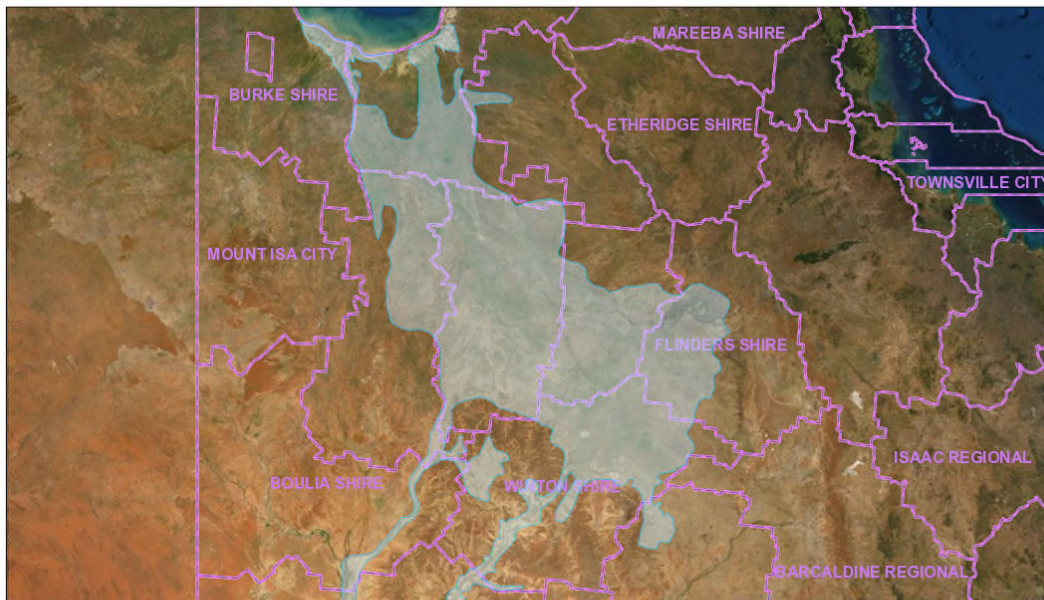 MAREEBA SHIRE
BURKE SHIRE
ETHERIDGE SHIRE
TOWNSVILLE CITY
MOUNT ISA CITY
FLINDERS SHIRE
ISAAC REGIONAL
BOULIA SHIRE
WINTON SHIRE
BARCALDINE REGIONAL